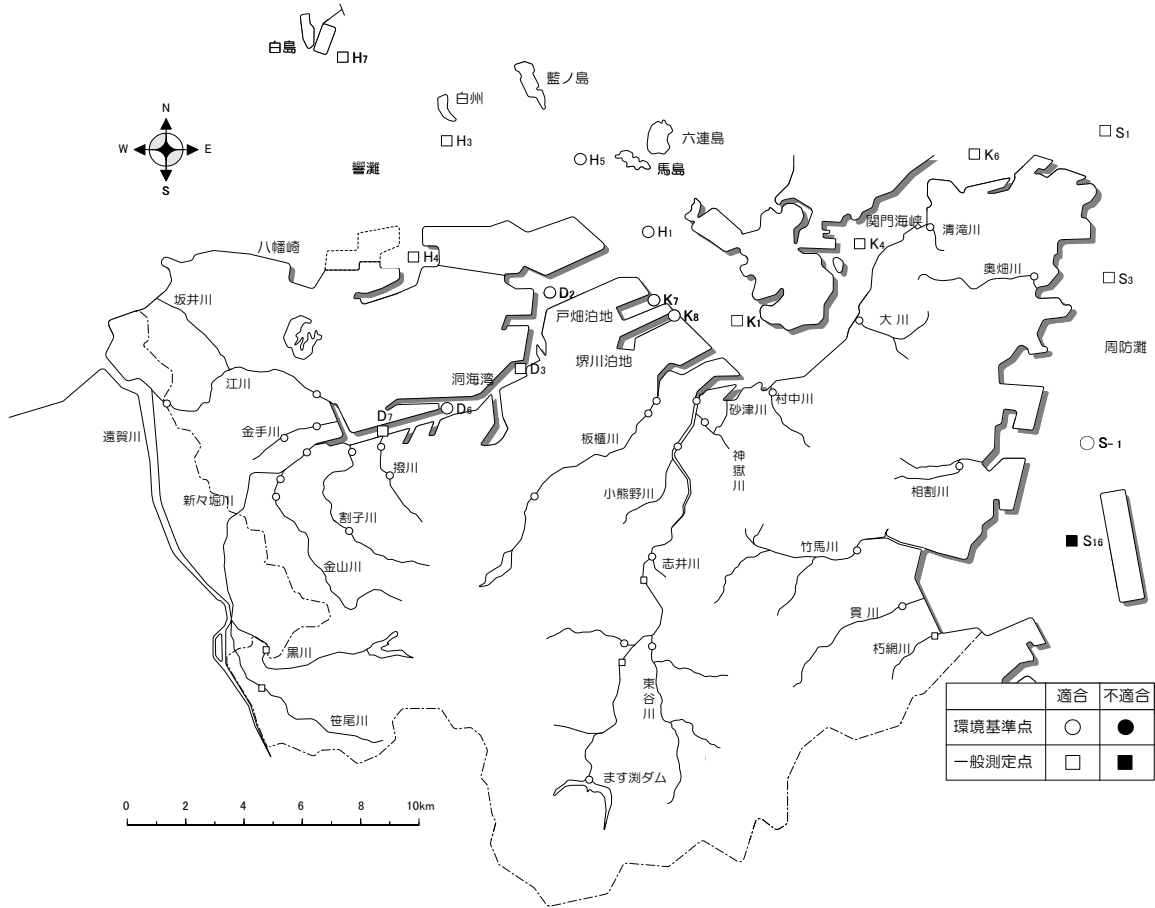 白島
H7
藍ノ島
白州
H3
六連島
馬島
H5
S1
K6
N
W
E
S
響灘
関門海峡
清滝川
K4
H1
八幡崎
H4
奥畑川
S3
坂井川
D2
K7
戸畑泊地
K8
K1
大川
周防灘
堺川泊地
洞海湾
D3
江川
D6
D7
砂津川
村中川
遠賀川
金手川
板櫃川
神嶽川
撥川
S-1
新々堀川
小熊野川
相割川
割子川
S16
竹馬川
金山川
志井川
貫川
黒川
朽網川
東谷川
笹尾川
ます渕ダム
適合
不適合
環境基準点
一般測定点
0 2 4 6 8 10km